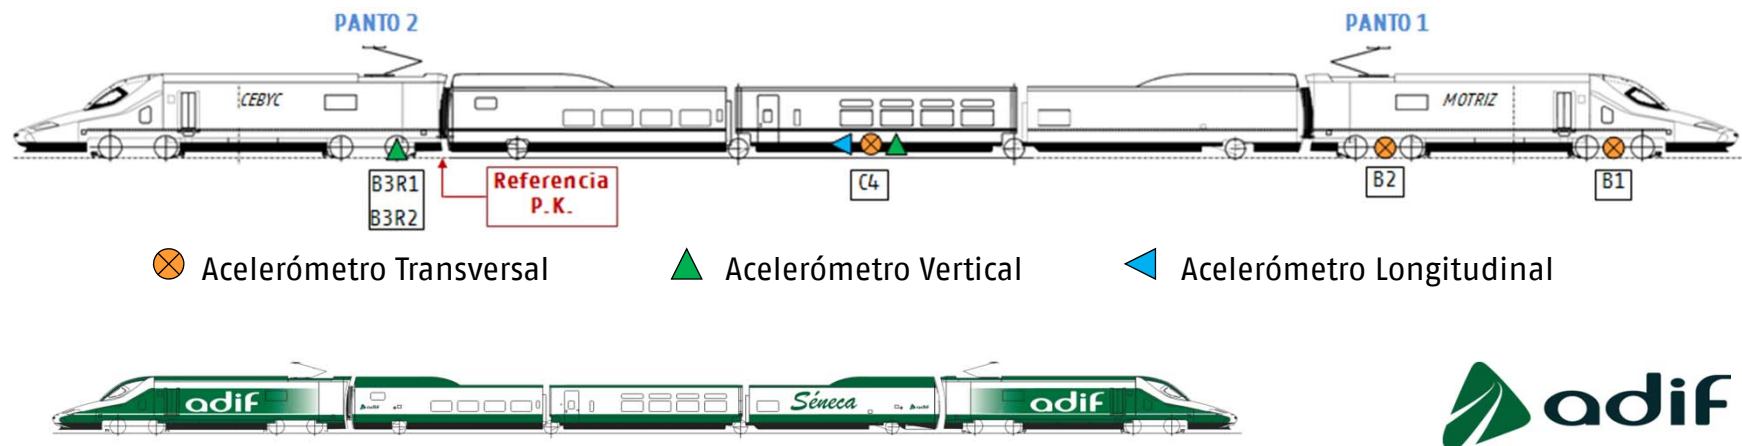 PANTO 2
PANTO 1
CEBYC
MOTRIZ
B3R1
B3R2
Referencia
P.K.
C4
B2
B1
Acelerómetro Transversal
Acelerómetro Vertical
Acelerómetro Longitudinal
adif
Séneca
adif
adif